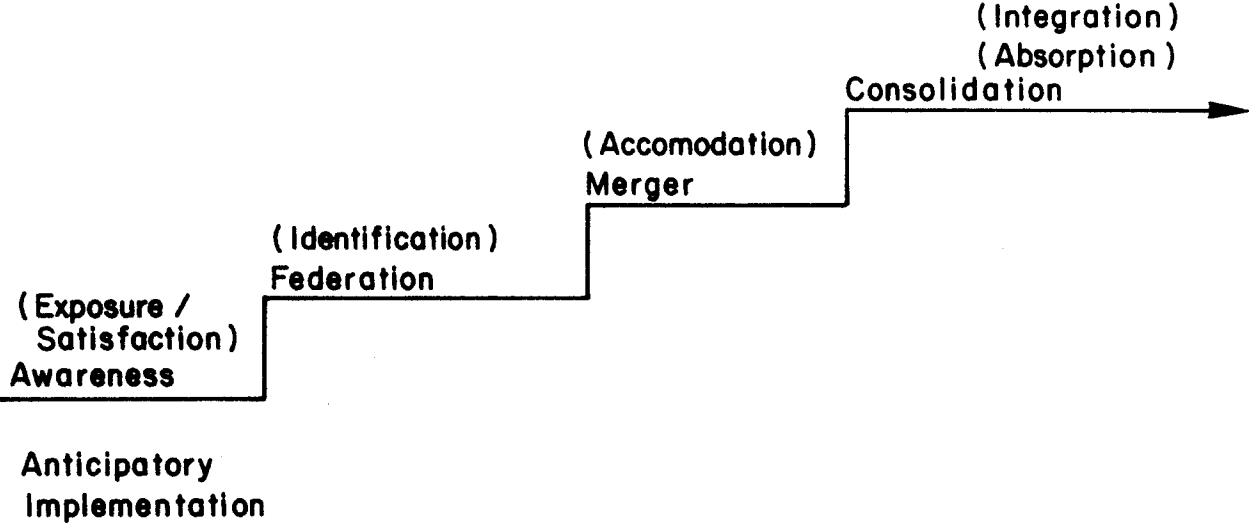 (Integration)
(Absorption)
Consolidation
(Accomodation)
Merger
(Identification)
Federation
(Exposure /
Satisfaction)
Awareness
Anticipatory
Implementation